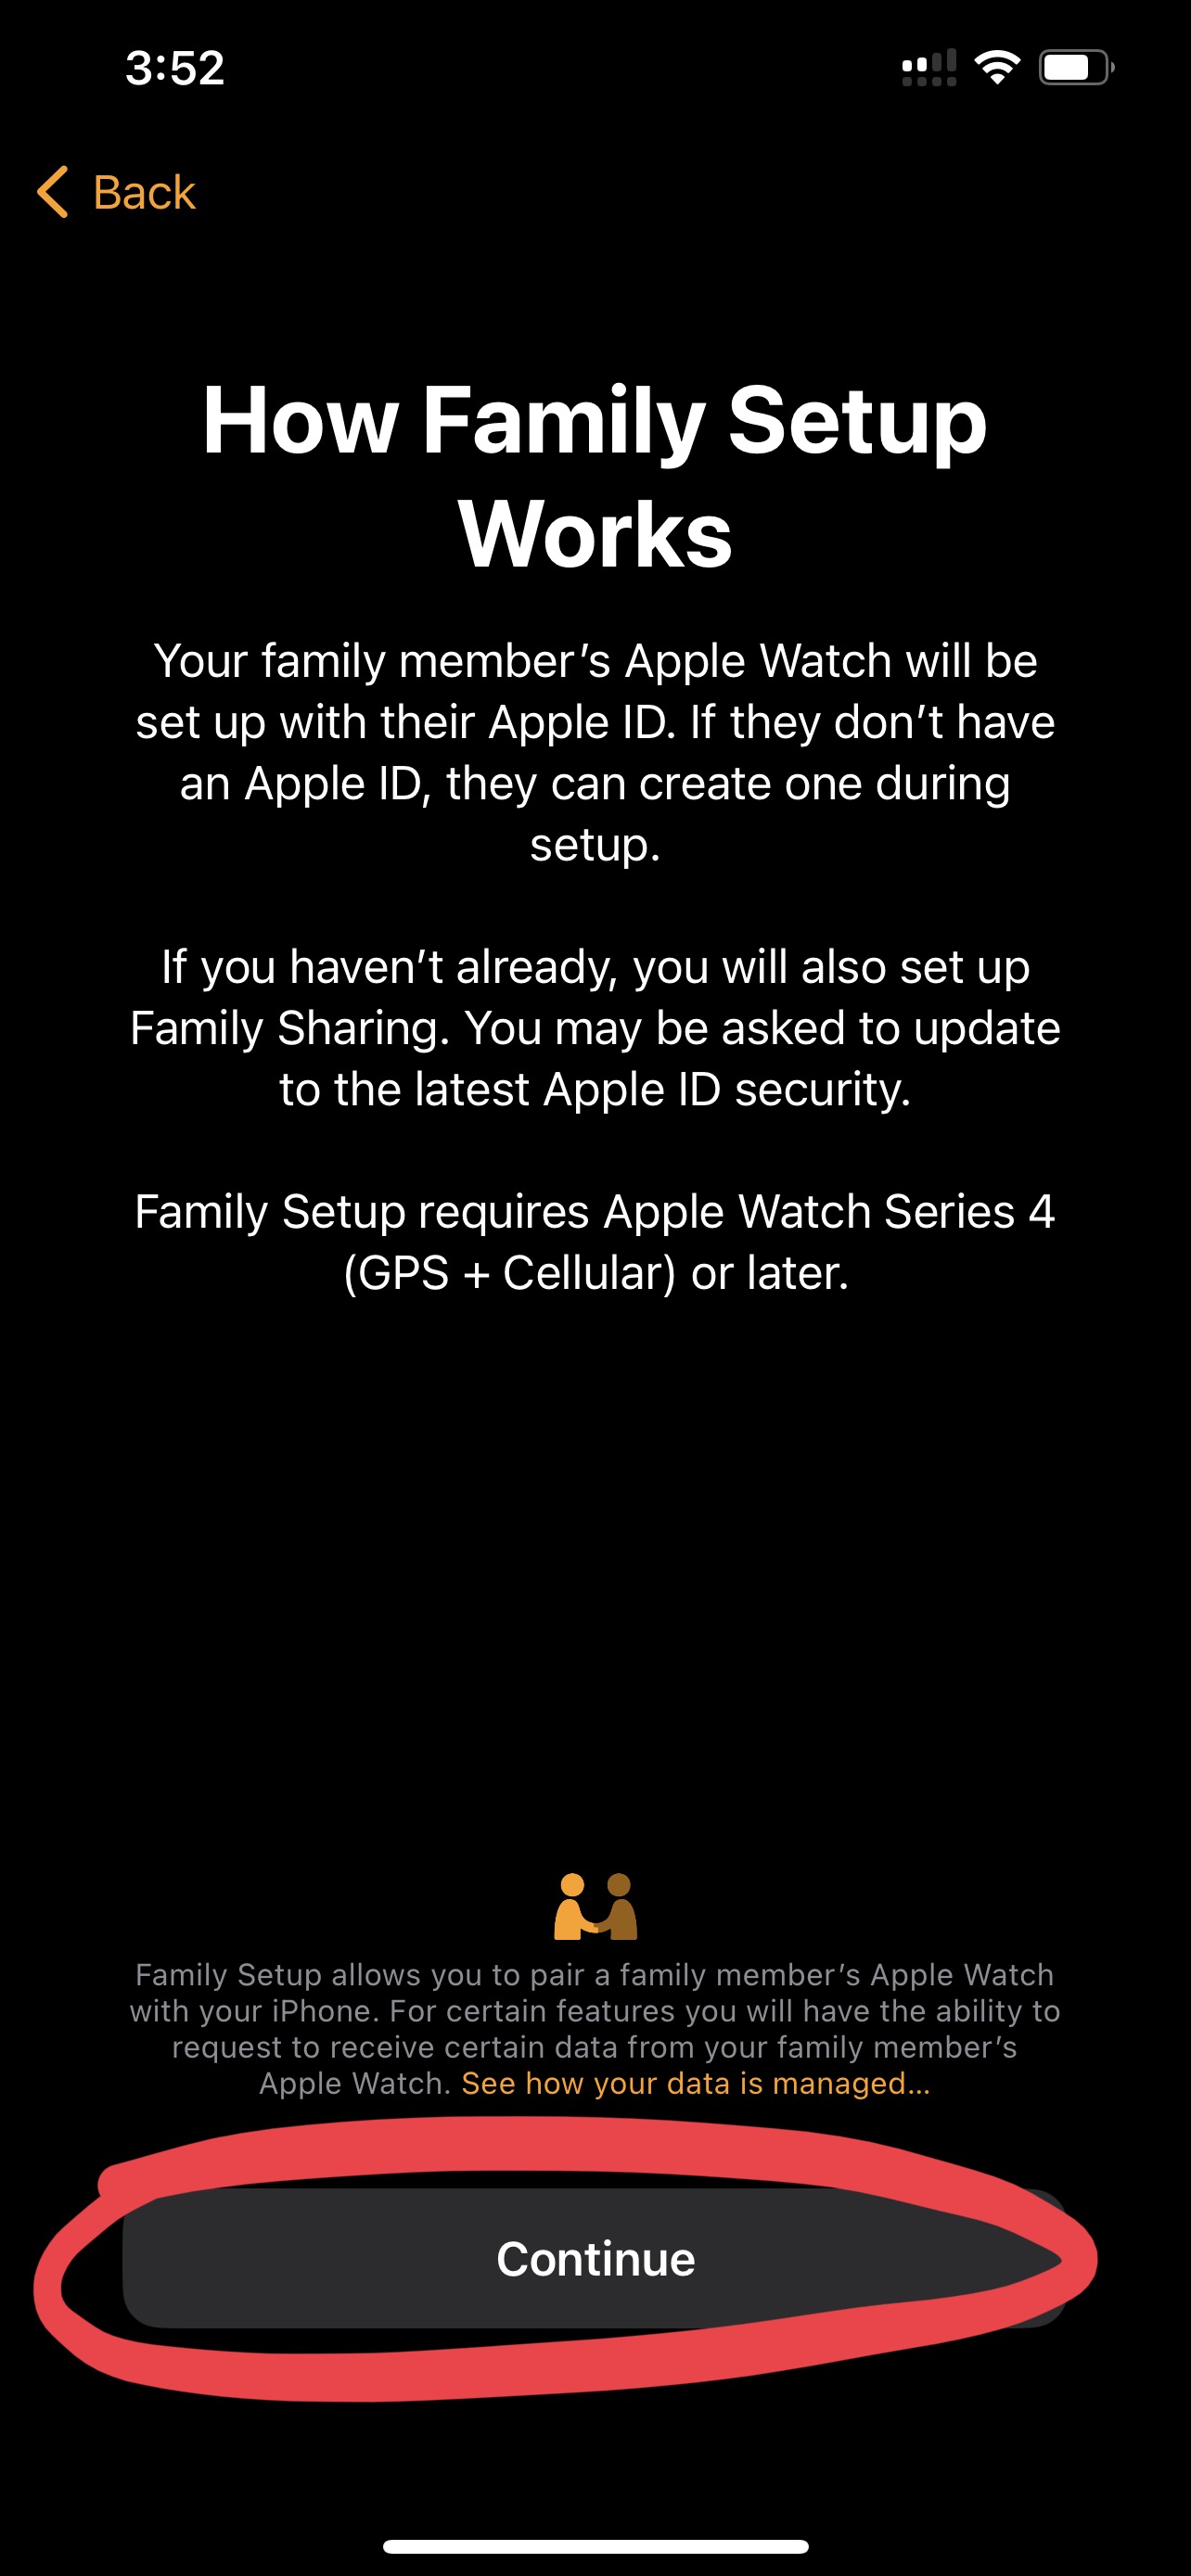 3:52
Back
How Family Setup
Works
Your family member’s Apple Watch will be
set up with their Apple ID. If they don’t have
an Apple ID, they can create one during
setup.
If you haven’t already, you will also set up
Family Sharing. You may be asked to update
to the latest Apple ID security.
Family Setup requires Apple Watch Series 4
(GPS + Cellular) or later.
Family Setup allows you to pair a family member’s Apple Watch
with your iPhone. For certain features you will have the ability to
request to receive certain data from your family member’s
Apple Watch. See how your data is managed...
Continue